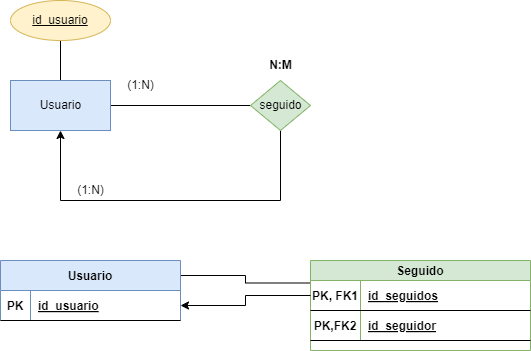 id_usuario
N:M
(1:N)
Usuario
seguido
(1:N)
Usuario
Seguido
PK id_usuario
PK, FK1 id_seguidos
PK,FK2 id_seguidor